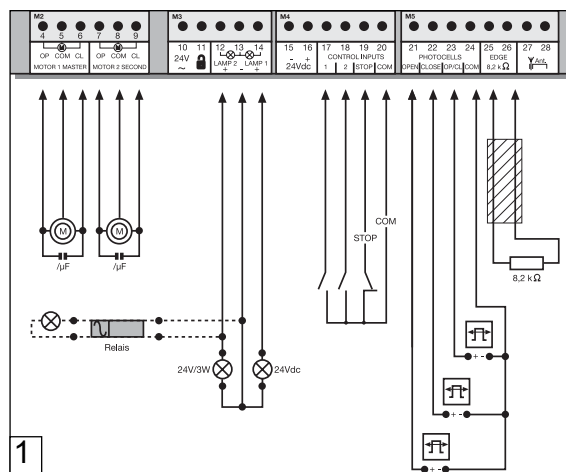 M2
M3
M4
M5
4 5 6 7 8 9
OP COM CL OP COM CL
M
M
MOTOR 1 MASTER
MOTOR 2 SECOND
10 11 12 13 14
24V
~
LAMP 2 LAMP 1
+ - +
15 16 17 18 19 20
- +
24Vdc
CONTROL INPUTS
1 2 STOP COM
21 22 23 24 25 26 27 28
PHOTOCELLS
OPEN CLOSE OP/CL COM
EDGE
8,2 kΩ
Ant.
M
M
/µF
/µF
COM
STOP
8,2 kΩ
Relais
24V/3W
24Vdc
+ -
+ -
+ -
1